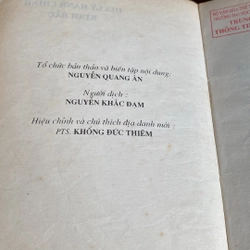 Tổ chức bản thảo và biên tập nội dung:
NGUYỄN QUANG ÂN
Người dịch :
NGUYỄN KHẮC ĐẠM
Hiệu chỉnh và chú thích địa danh mới :
PTS. KHỔNG ĐỨC THIÊM